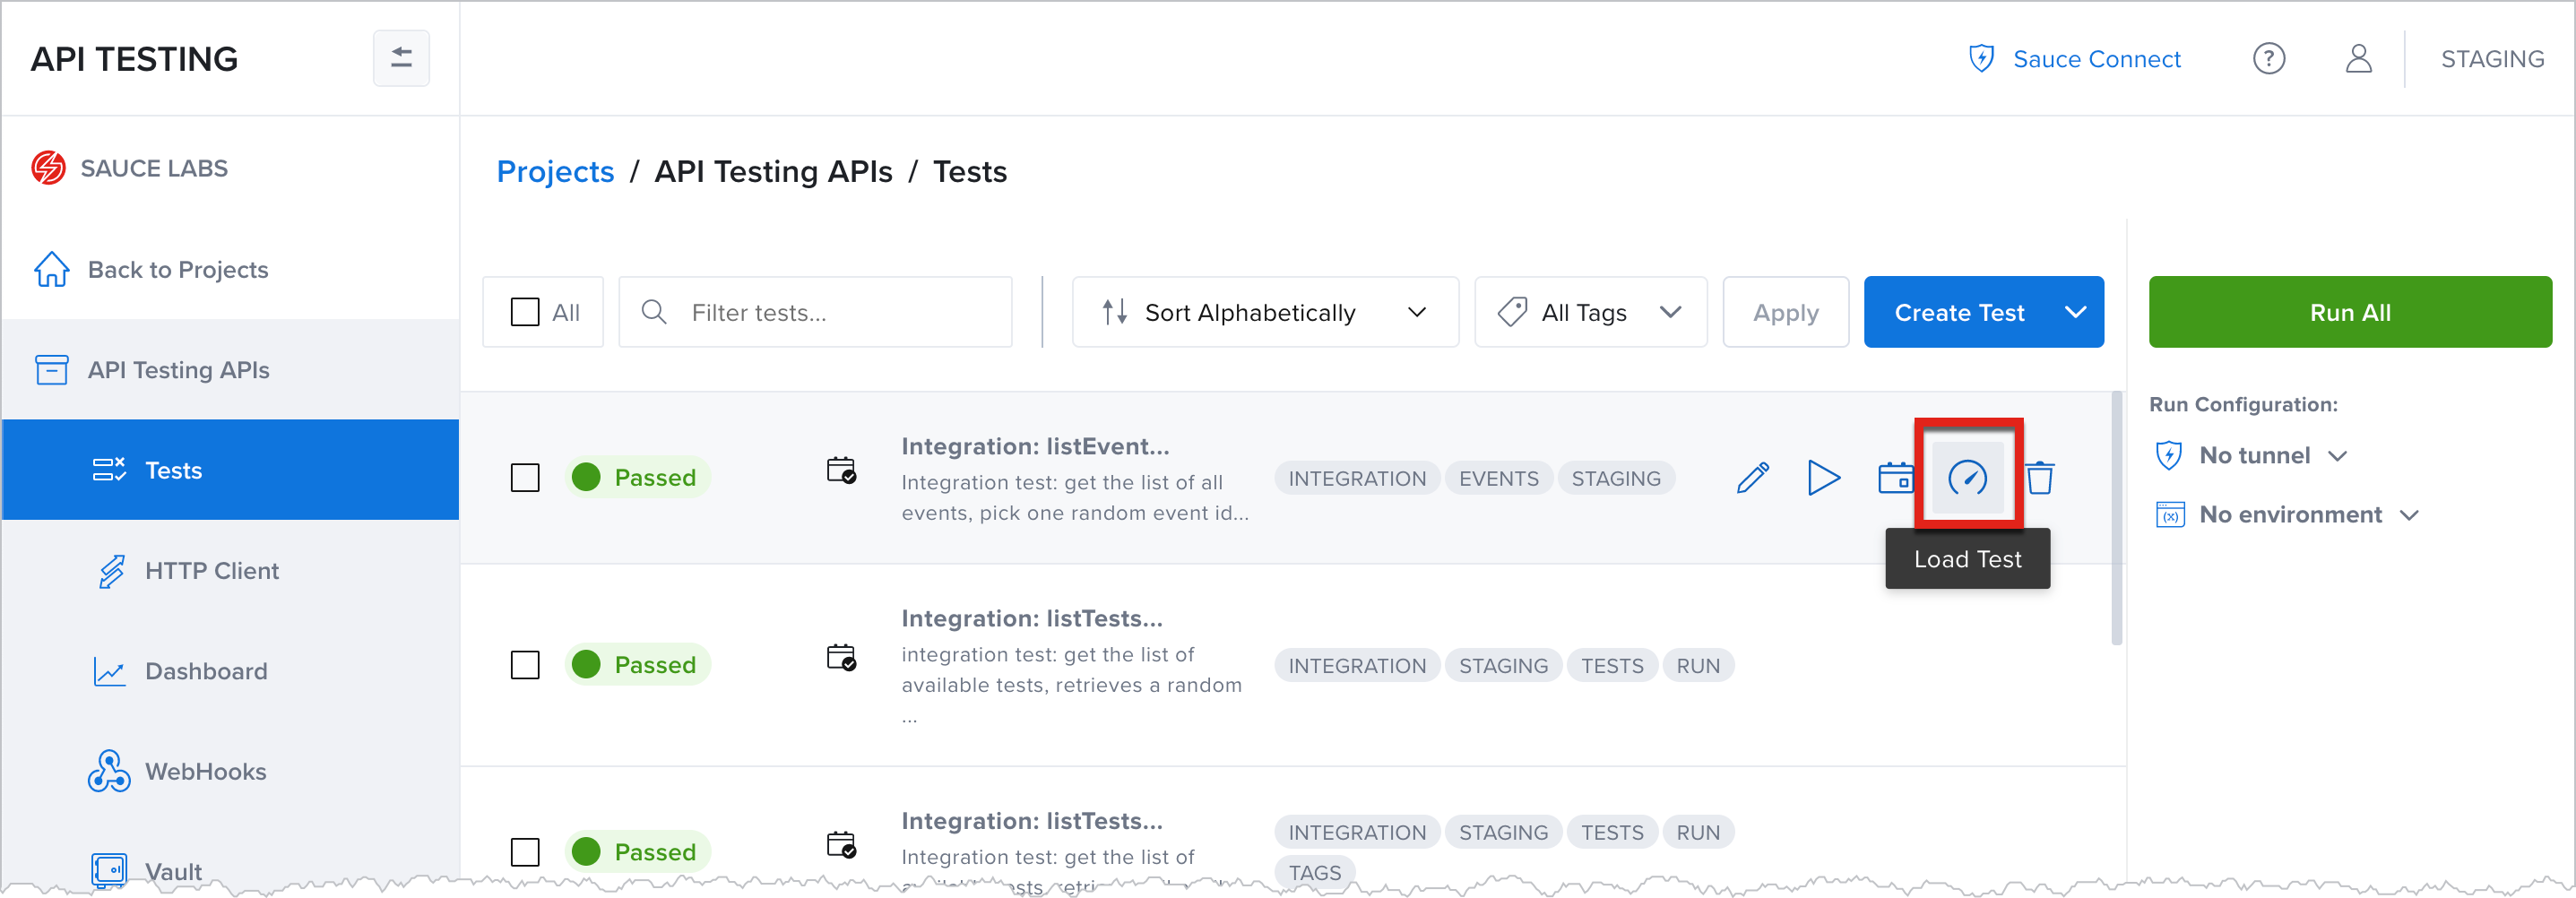 API TESTING
Sauce Connect
STAGING
SAUCE LABS
Back to Projects
API Testing APIs
Tests
HTTP Client
Dashboard
WebHooks
Vault
Projects / API Testing APIs / Tests
All
Filter tests...
Sort Alphabetically
All Tags
Apply
Create Test
Run All
Run Configuration:
No tunnel
No environment
Passed
Integration: listEvent...
Integration test: get the list of all
events, pick one random event id...
INTEGRATION EVENTS STAGING
Load Test
Passed
Integration: listTests...
integration test: get the list of
available tests, retrieves a random
...
INTEGRATION STAGING TESTS RUN
Passed
Integration: listTests...
Integration test: get the list of
INTEGRATION STAGING TESTS RUN
TAGS